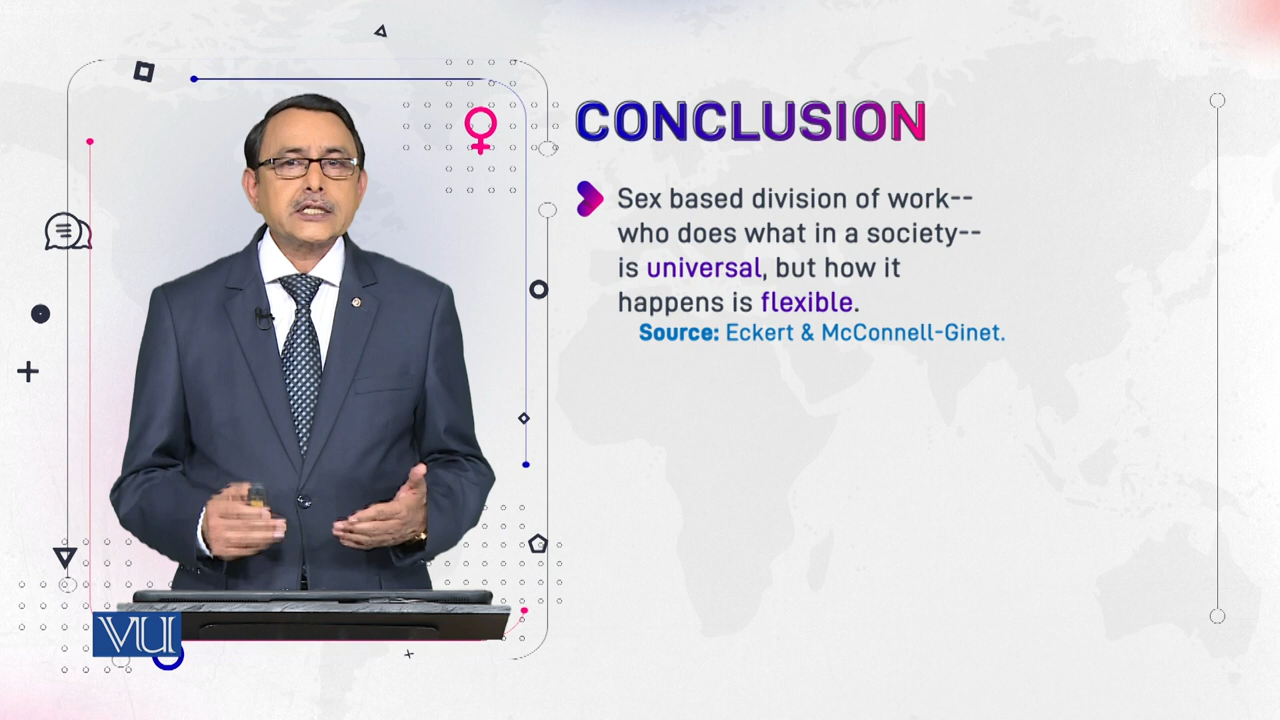 CONCLUSION
Sex based division of work--
who does what in a society--
is universal, but how it
happens is flexible.
Source: Eckert & McConnell-Ginet.
VU